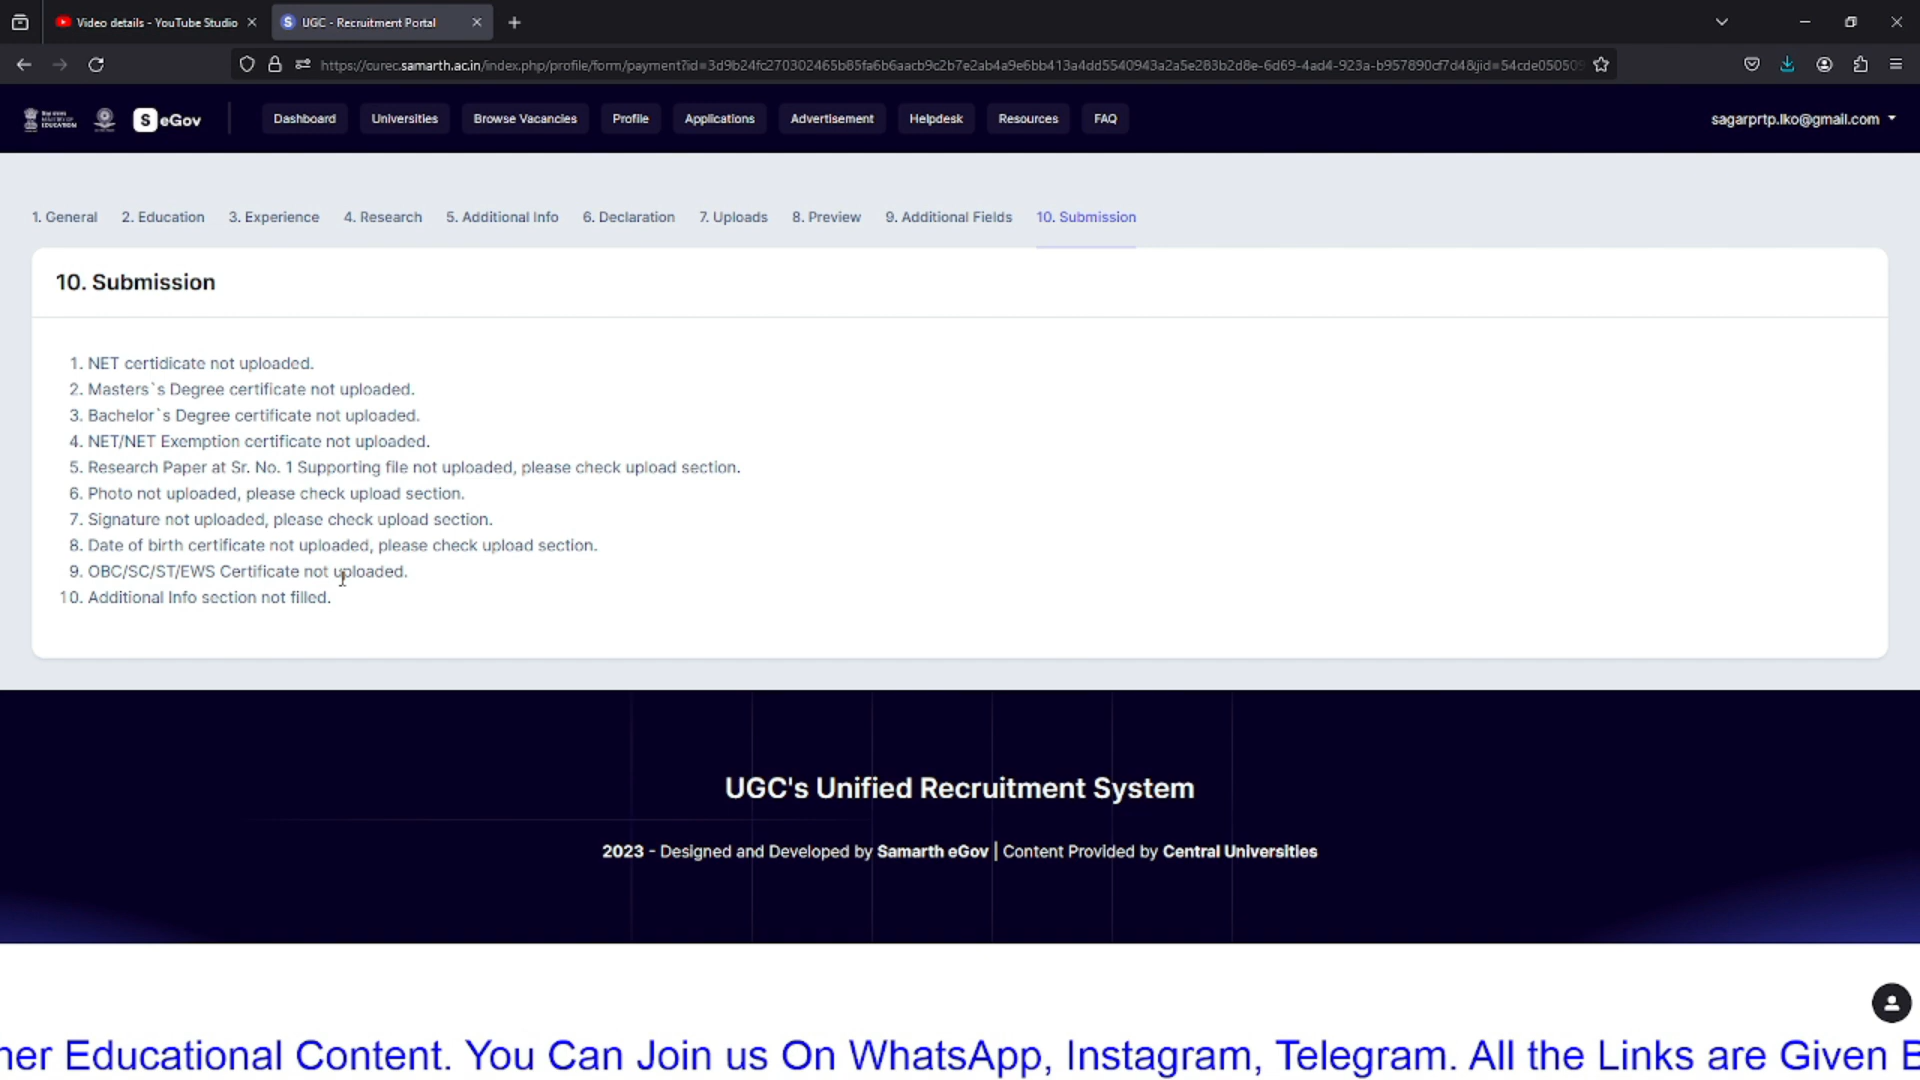 Video details - YouTube Studio
UGC - Recruitment Portal
https://curec.samarth.ac.in/index.php/profile/form/payment?id=3d9b24fc270302465b85fa6b6aacb9c2b7e2ab4a9e6bb413a4dd5540943a2a5e283b2d8e-6d69-4ad4-923a-b957890cf7d4&jid=54cde050509
S eGov
Dashboard
Universities
Browse Vacancies
Profile
Applications
Advertisement
Helpdesk
Resources
FAQ
sagarprtp.lko@gmail.com
1. General
2. Education
3. Experience
4. Research
5. Additional Info
6. Declaration
7. Uploads
8. Preview
9. Additional Fields
10. Submission
10. Submission
1. NET certidicate not uploaded.
2. Masters`s Degree certificate not uploaded.
3. Bachelor`s Degree certificate not uploaded.
4. NET/NET Exemption certificate not uploaded.
5. Research Paper at Sr. No. 1 Supporting file not uploaded, please check upload section.
6. Photo not uploaded, please check upload section.
7. Signature not uploaded, please check upload section.
8. Date of birth certificate not uploaded, please check upload section.
9. OBC/SC/ST/EWS Certificate not uploaded.
10. Additional Info section not filled.
UGC's Unified Recruitment System
2023 - Designed and Developed by Samarth eGov | Content Provided by Central Universities
her Educational Content. You Can Join us On WhatsApp, Instagram, Telegram. All the Links are Given